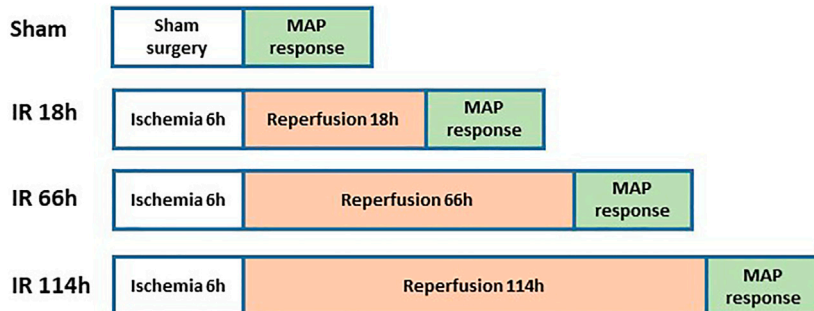 Sham
Sham
surgery
MAP
response
IR 18h
Ischemia 6h
Reperfusion 18h
MAP
response
IR 66h
Ischemia 6h
Reperfusion 66h
MAP
response
IR 114h
Ischemia 6h
Reperfusion 114h
MAP
response